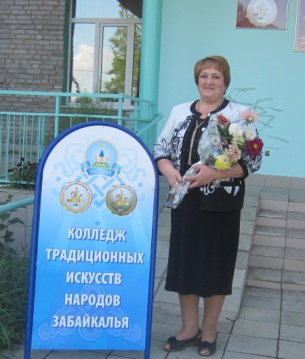 КОЛЛЕДЖ
ТРАДИЦИОННЫХ
ИСКУССТВ
НАРОДОВ
ЗАБАЙКАЛЬЯ